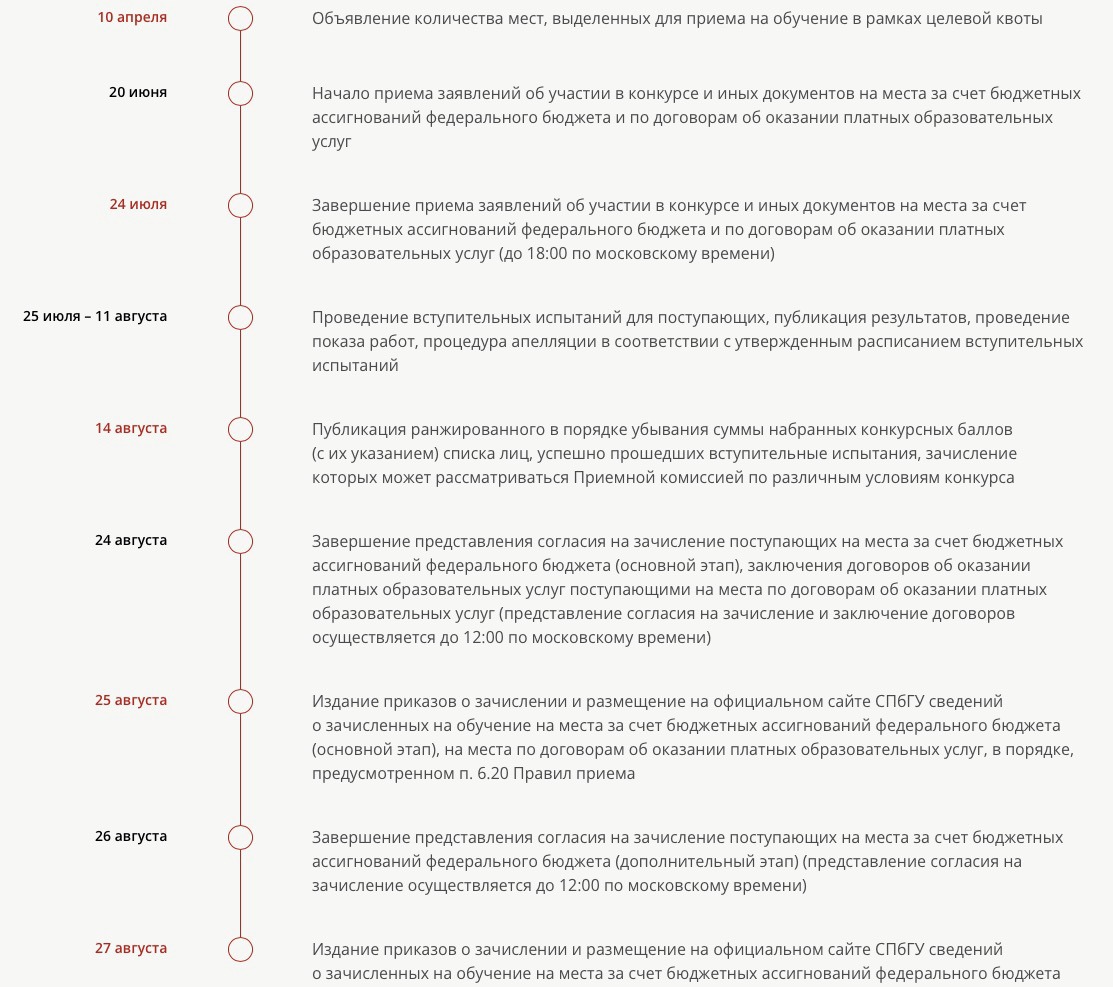 10 апреля
Объявление количества мест, выделенных для приема на обучение в рамках целевой квоты
20 июня
Начало приема заявлений об участии в конкурсе и иных документов на места за счет бюджетных
ассигнований федерального бюджета и по договорам об оказании платных образовательных
услуг
24 июля
Завершение приема заявлений об участии в конкурсе и иных документов на места за счет
бюджетных ассигнований федерального бюджета и по договорам об оказании платных
образовательных услуг (до 18:00 по московскому времени)
25 июля – 11 августа
Проведение вступительных испытаний для поступающих, публикация результатов, проведение
показа работ, процедура апелляции в соответствии с утвержденным расписанием вступительных
испытаний
14 августа
Публикация ранжированного в порядке убывания суммы набранных конкурсных баллов
(с их указанием) списка лиц, успешно прошедших вступительные испытания, зачисление
которых может рассматриваться Приемной комиссией по различным условиям конкурса
24 августа
Завершение представления согласия на зачисление поступающих на места за счет бюджетных
ассигнований федерального бюджета (основной этап), заключения договоров об оказании
платных образовательных услуг поступающими на места по договорам об оказании платных
образовательных услуг (представление согласия на зачисление и заключение договоров
осуществляется до 12:00 по московскому времени)
25 августа
Издание приказов о зачислении и размещение на официальном сайте СПбГУ сведений
о зачисленных на обучение на места за счет бюджетных ассигнований федерального бюджета
(основной этап), на места по договорам об оказании платных образовательных услуг, в порядке,
предусмотренном п. 6.20 Правил приема
26 августа
Завершение представления согласия на зачисление поступающих на места за счет бюджетных
ассигнований федерального бюджета (дополнительный этап) (представление согласия на
зачисление осуществляется до 12:00 по московскому времени)
27 августа
Издание приказов о зачислении и размещение на официальном сайте СПбГУ сведений
о зачисленных на обучение на места за счет бюджетных ассигнований федерального бюджета